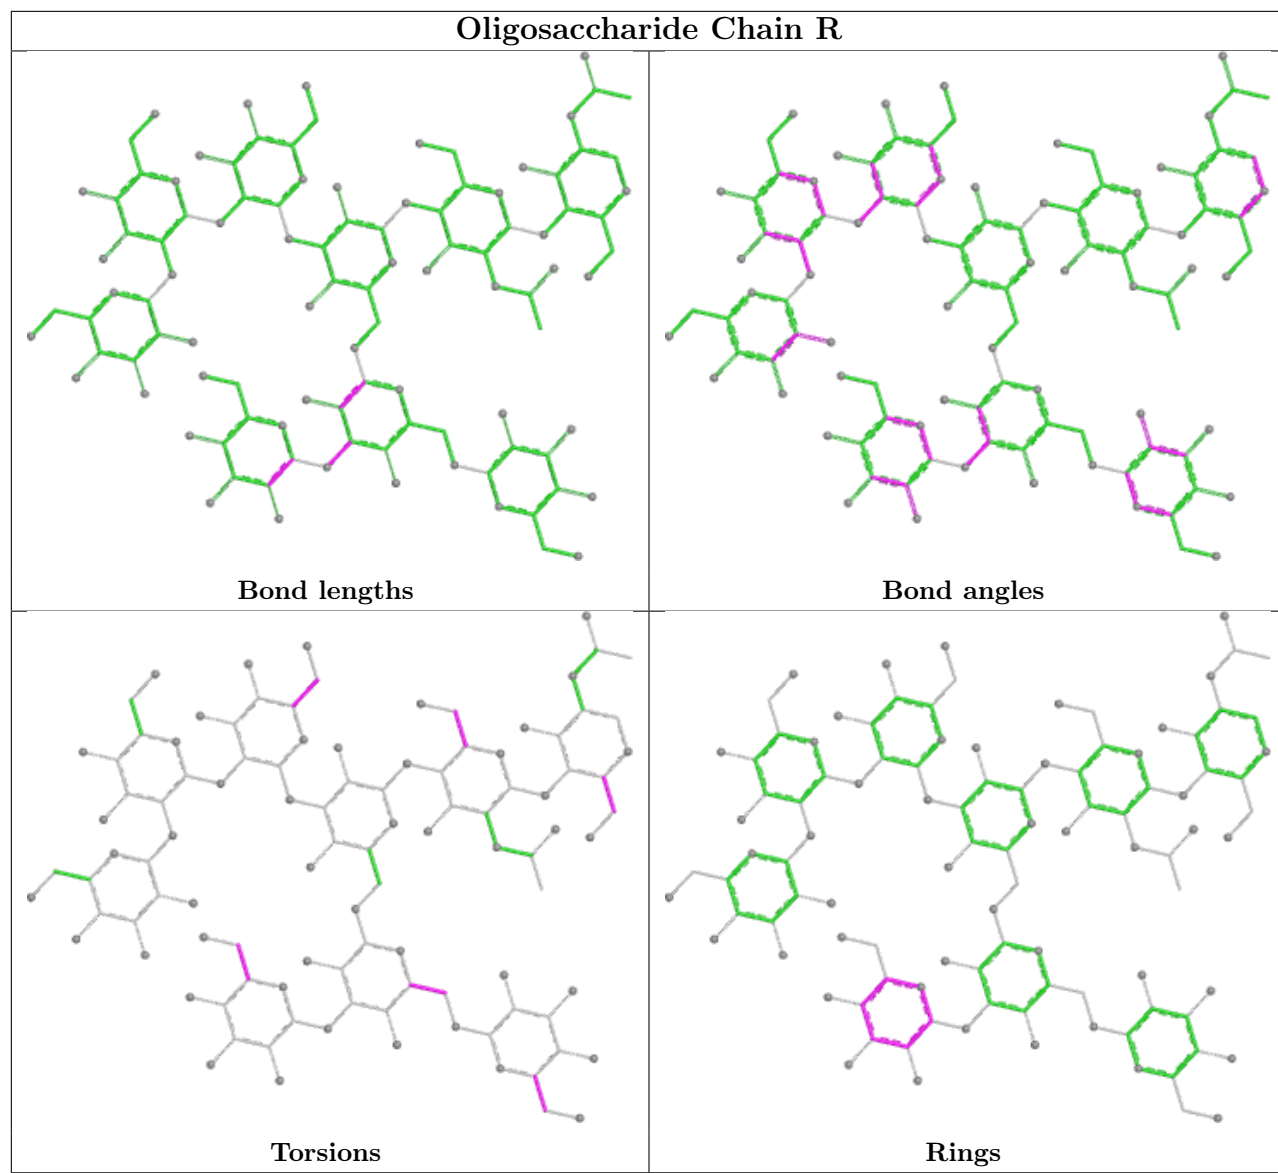 Oligosaccharide Chain R
Bond lengths
Bond angles
Torsions
Rings